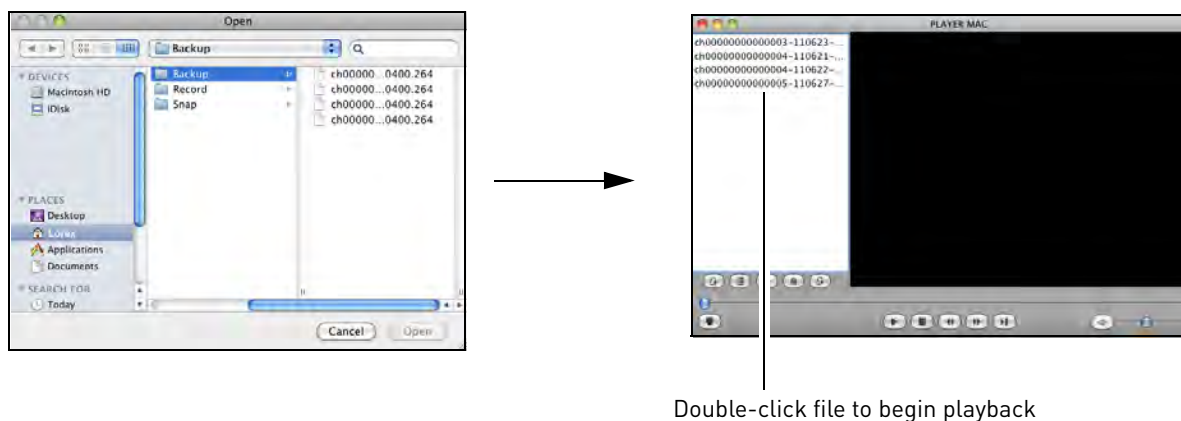 Open
Backup
DEVICES
Macintosh HD
iDisk
PLACES
Desktop
Lorex
Applications
Documents
SEARCH FOR
Today
Backup
Record
Snap
ch00000...0400.264
ch00000...0400.264
ch00000...0400.264
ch00000...0400.264
Cancel
Open
PLAYER MAC
ch00000000000003-110623-...
ch00000000000004-110621-...
ch00000000000004-110622-...
ch00000000000005-110627-...
Double-click file to begin playback